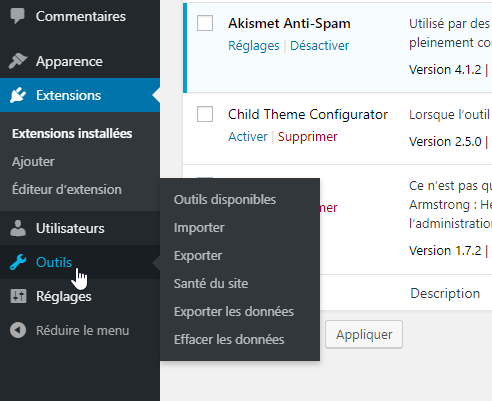 Commentaires
Apparence
Extensions
Extensions installées
Ajouter
Éditeur d'extension
Utilisateurs
Outils
Réglages
Réduire le menu
Outils disponibles
Importer
Exporter
Santé du site
Exporter les données
Effacer les données
Akismet Anti-Spam
Réglages | Désactiver
Utilisé par des
pleinement co
Version 4.1.2 |
Child Theme Configurator
Activer | Supprimer
Lorsque l'outil
Version 2.5.0 |
Ce n'est pas qu
Armstrong : He
l'administration
Version 1.7.2 |
mer
Description
Appliquer